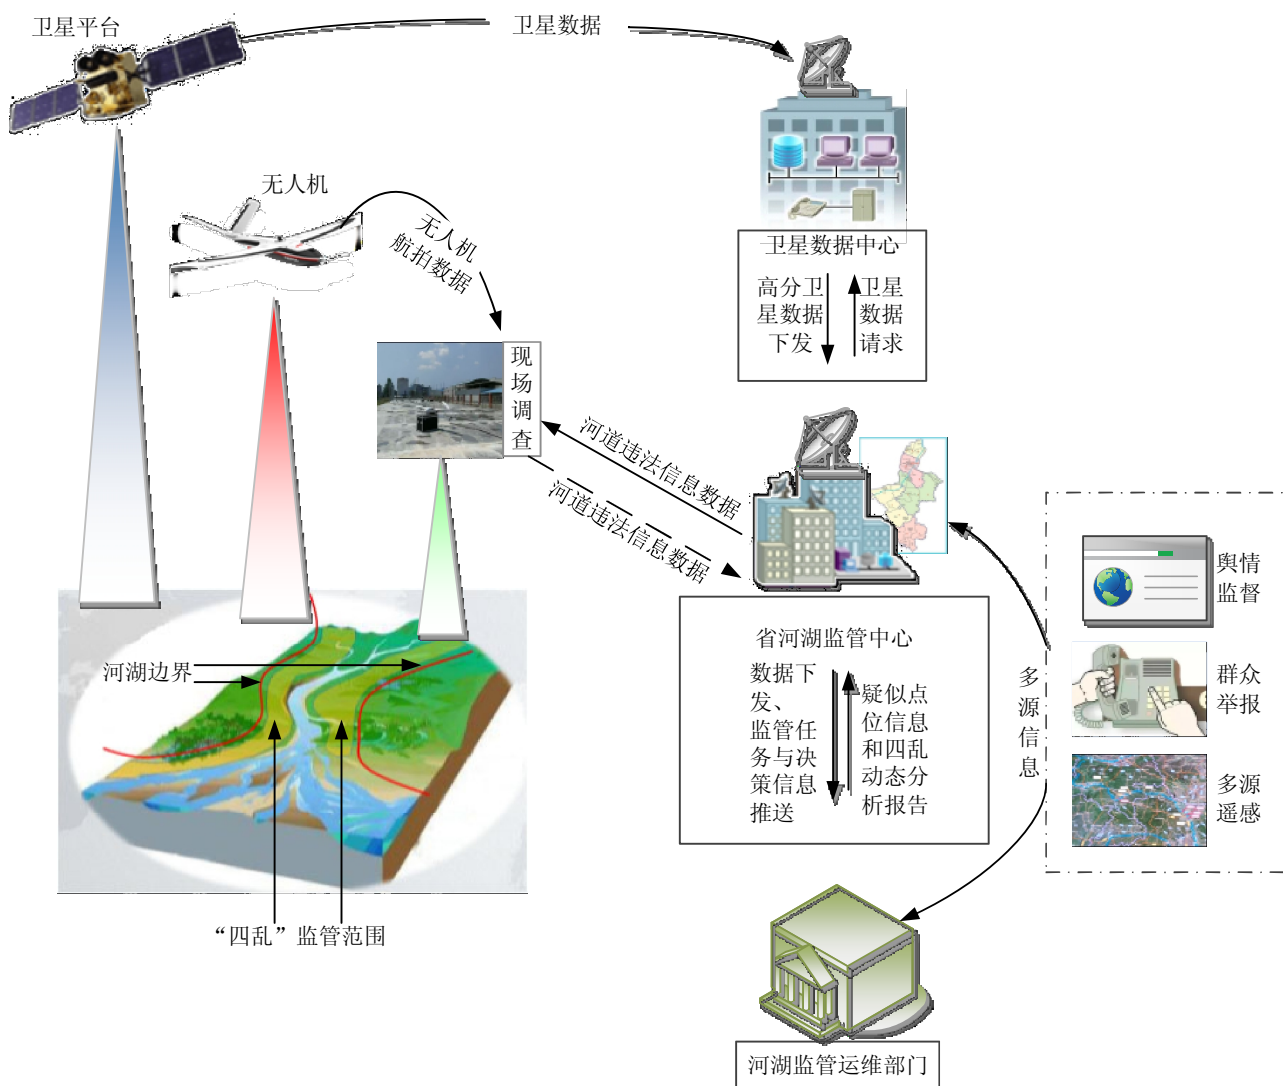 卫星平台
卫星数据
无人机
无人机
航拍数据
卫星数据中心
高分卫
星数据
下发
卫星
数据
请求
现
场
调
查
河道违法信息数据
河道违法信息数据
舆情
监督
群众
举报
多源
遥感
多
源
信
息
省河湖监管中心
数据下
发、
监管任
务与决
策信息
推送
疑似点
位信息
和四乱
动态分
析报告
河湖边界
“四乱”监管范围
河湖监管运维部门